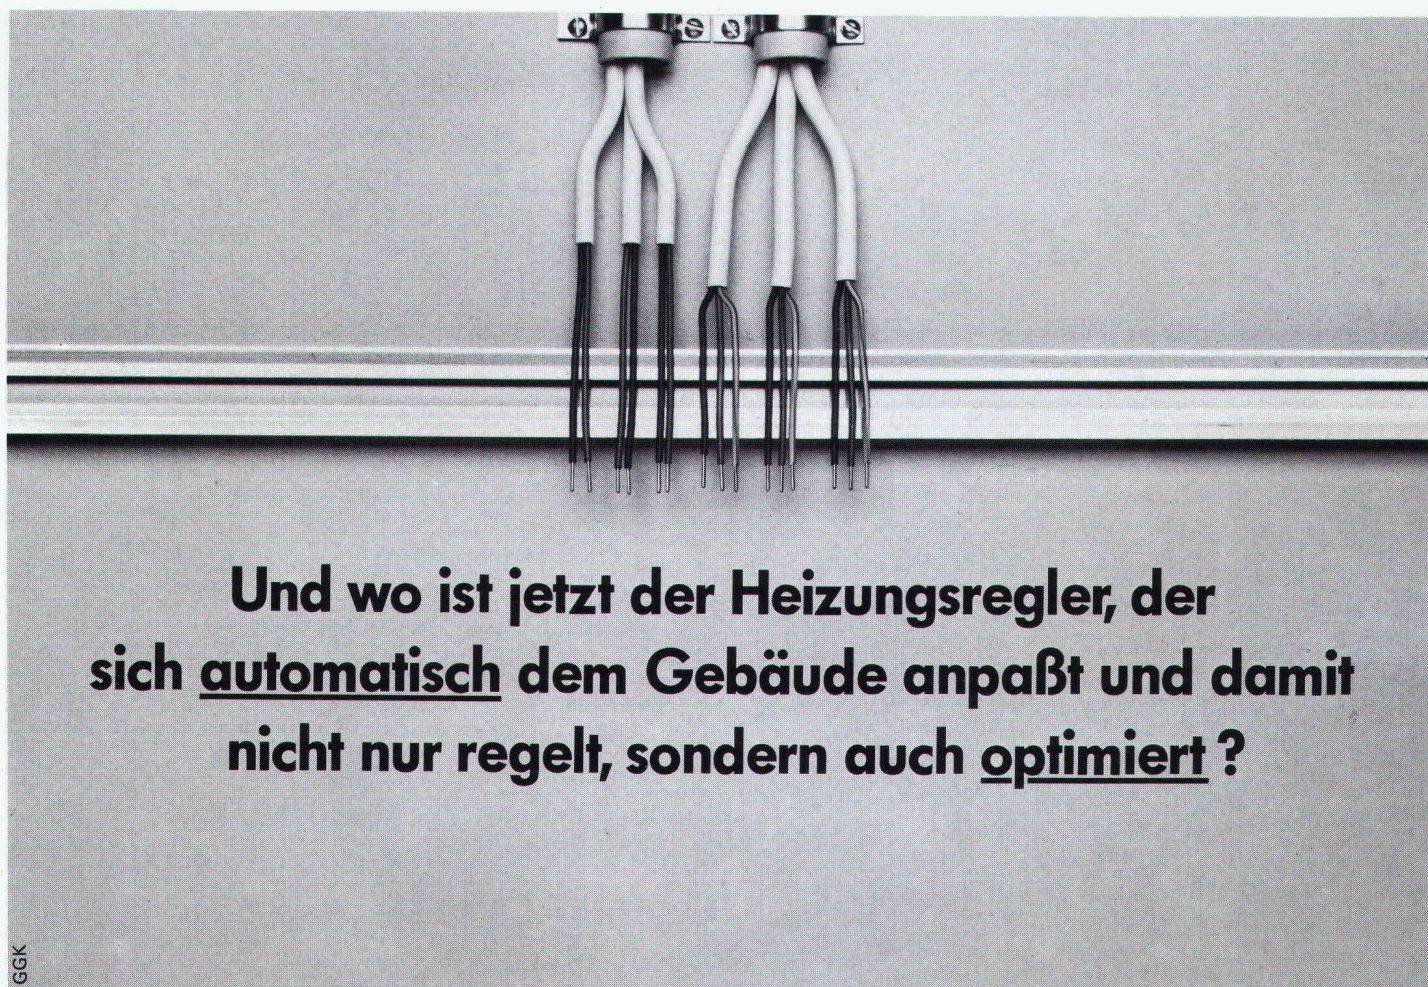 Und wo ist jetzt der Heizungsregler, der
sich automatisch dem Gebäude anpaßt und damit
nicht nur regelt, sondern auch optimiert?
GGK